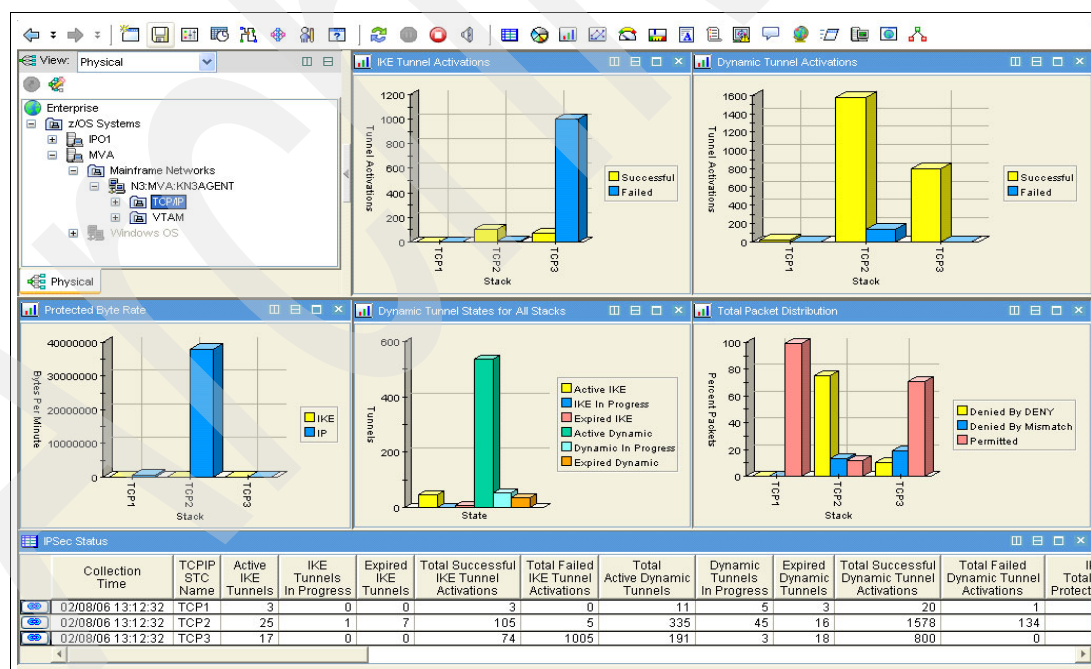 View: Physical
Enterprise
z/OS Systems
IPO1
MVA
Mainframe Networks
N3:MVA:KN3AGENT
TCP/IP
VTAM
Windows OS
Physical
IKE Tunnel Activations
1200
1000
800
600
400
200
0
Tunnel Activations
TCP1
TCP2
TCP3
Stack
Successful
Failed
Dynamic Tunnel Activations
1600
1400
1200
1000
800
600
400
200
0
Tunnel Activations
TCP1
TCP2
TCP3
Stack
Successful
Failed
Protected Byte Rate
40000000
30000000
20000000
10000000
0
Bytes Per Minute
TCP1
TCP2
TCP3
Stack
IKE
IP
Dynamic Tunnel States for All Stacks
600
400
200
0
Tunnels
State
Active IKE
IKE In Progress
Expired IKE
Active Dynamic
Dynamic In Progress
Expired Dynamic
Total Packet Distribution
100
80
60
40
20
0
Percent Packets
TCP1
TCP2
TCP3
Stack
Denied By DENY
Denied By Mismatch
Permitted
IPSec Status
Collection Time TCPIP STC Name Active IKE Tunnels IKE Tunnels In Progress Expired IKE Tunnels Total Successful IKE Tunnel Activations Total Failed IKE Tunnel Activations Total Active Dynamic Tunnels Dynamic Tunnels In Progress Expired Dynamic Tunnels Total Successful Dynamic Tunnel Activations Total Failed Dynamic Tunnel Activations Total
02/08/06 13:12:32 TCP1 3 0 0 3 0 11 5 3 20 1
02/08/06 13:12:32 TCP2 25 1 7 105 5 335 45 16 1578 134
02/08/06 13:12:32 TCP3 17 0 0 74 1005 191 3 18 800 0